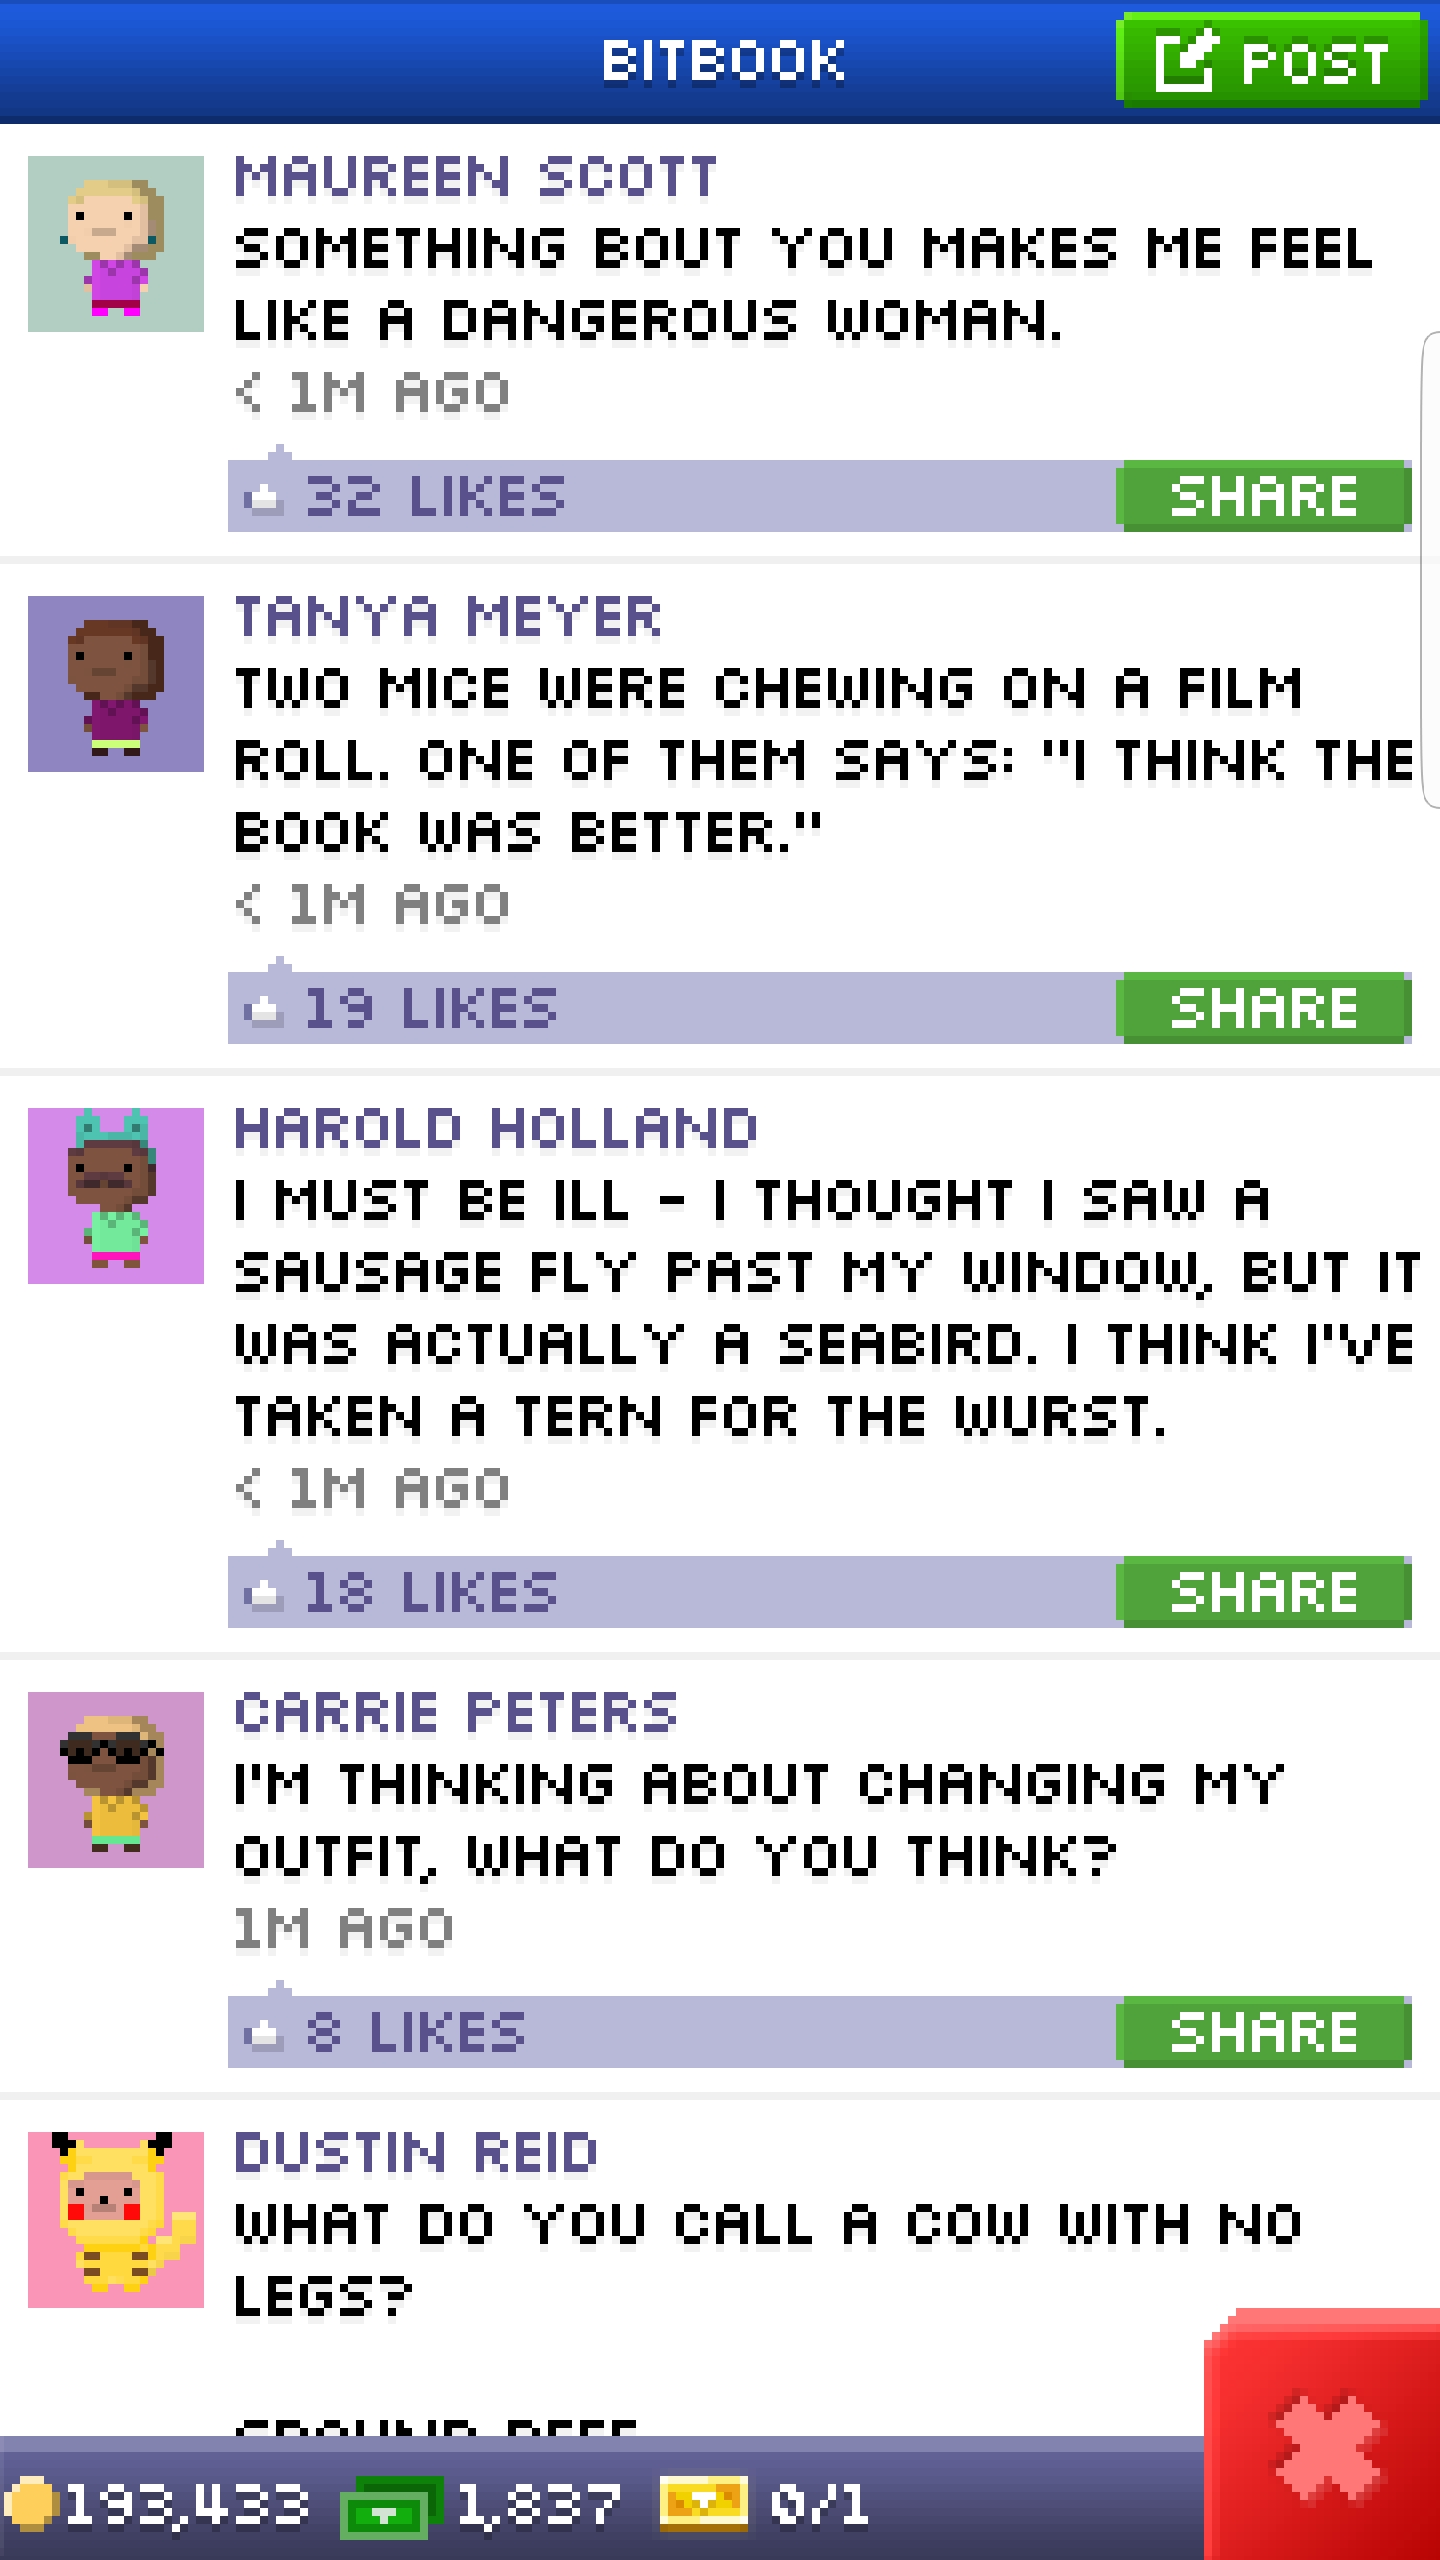 BITBOOK
POST
MAUREEN SCOTT
SOMETHING BOUT YOU MAKES ME FEEL
LIKE A DANGEROUS WOMAN.
< 1M AGO
32 LIKES
SHARE
TANYA MEYER
TWO MICE WERE CHEWING ON A FILM
ROLL. ONE OF THEM SAYS: "I THINK THE
BOOK WAS BETTER."
< 1M AGO
19 LIKES
SHARE
HAROLD HOLLAND
I MUST BE ILL - I THOUGHT I SAW A
SAUSAGE FLY PAST MY WINDOW, BUT IT
WAS ACTUALLY A SEABIRD. I THINK I'VE
TAKEN A TERN FOR THE WURST.
< 1M AGO
18 LIKES
SHARE
CARRIE PETERS
I'M THINKING ABOUT CHANGING MY
OUTFIT, WHAT DO YOU THINK?
1M AGO
8 LIKES
SHARE
DUSTIN REID
WHAT DO YOU CALL A COW WITH NO
LEGS?
GROUND BEEF
193,433 1,837 0/1